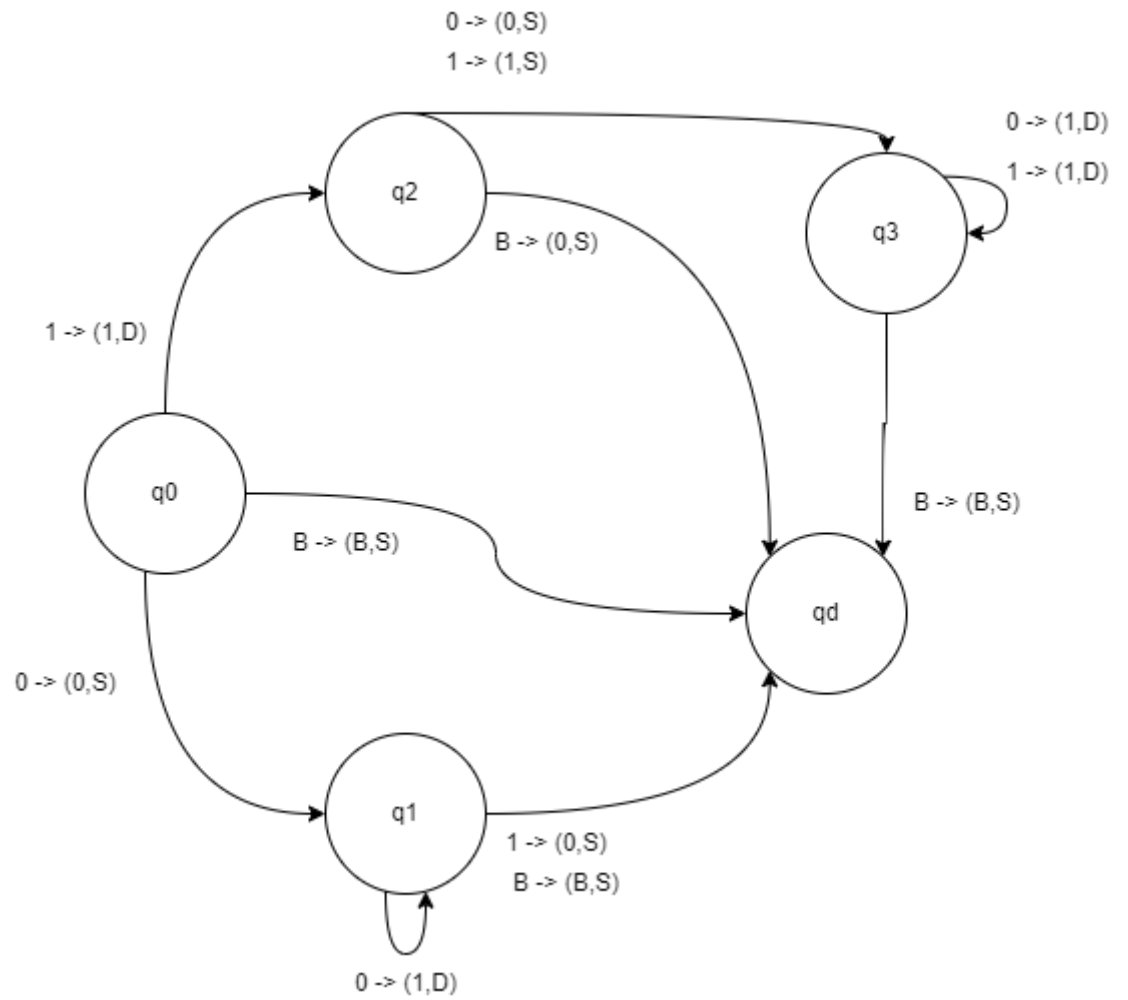 0 -> (0,S)
1 -> (1,S)
0 -> (1,D)
1 -> (1,D)
q2
q3
B -> (0,S)
1 -> (1,D)
q0
B -> (B,S)
B -> (B,S)
qd
0 -> (0,S)
q1
1 -> (0,S)
B -> (B,S)
0 -> (1,D)